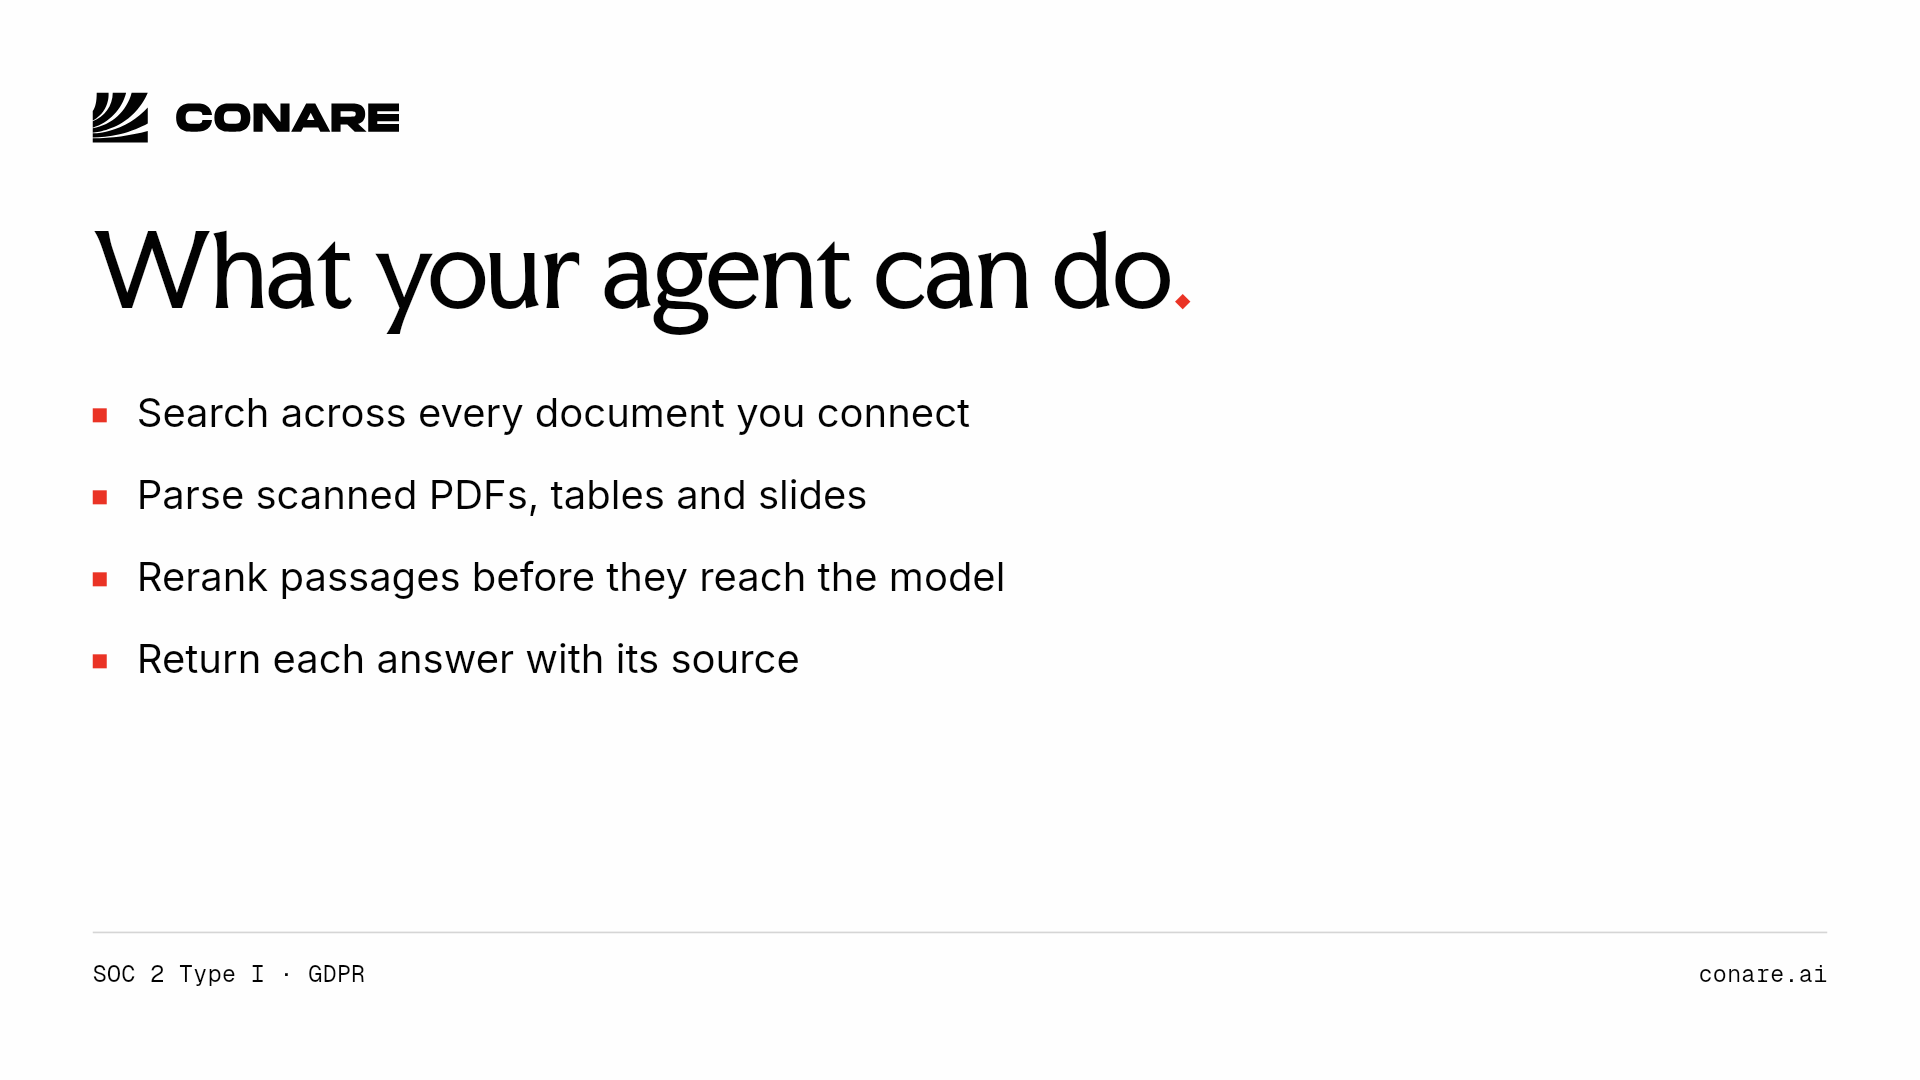 CONARE
What your agent can do.
Search across every document you connect
Parse scanned PDFs, tables and slides
Rerank passages before they reach the model
Return each answer with its source
SOC 2 Type I · GDPR
conare.ai